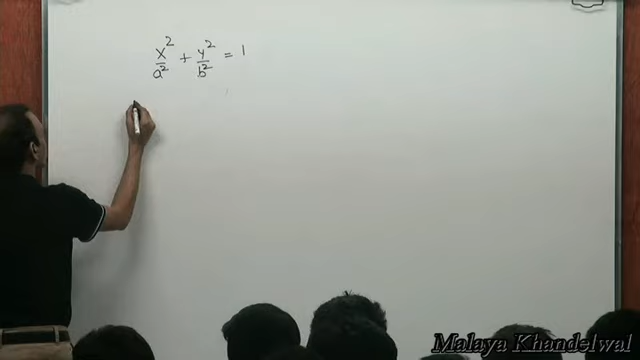 x²/a² + y²/b² = 1
Malaya Khandelwal